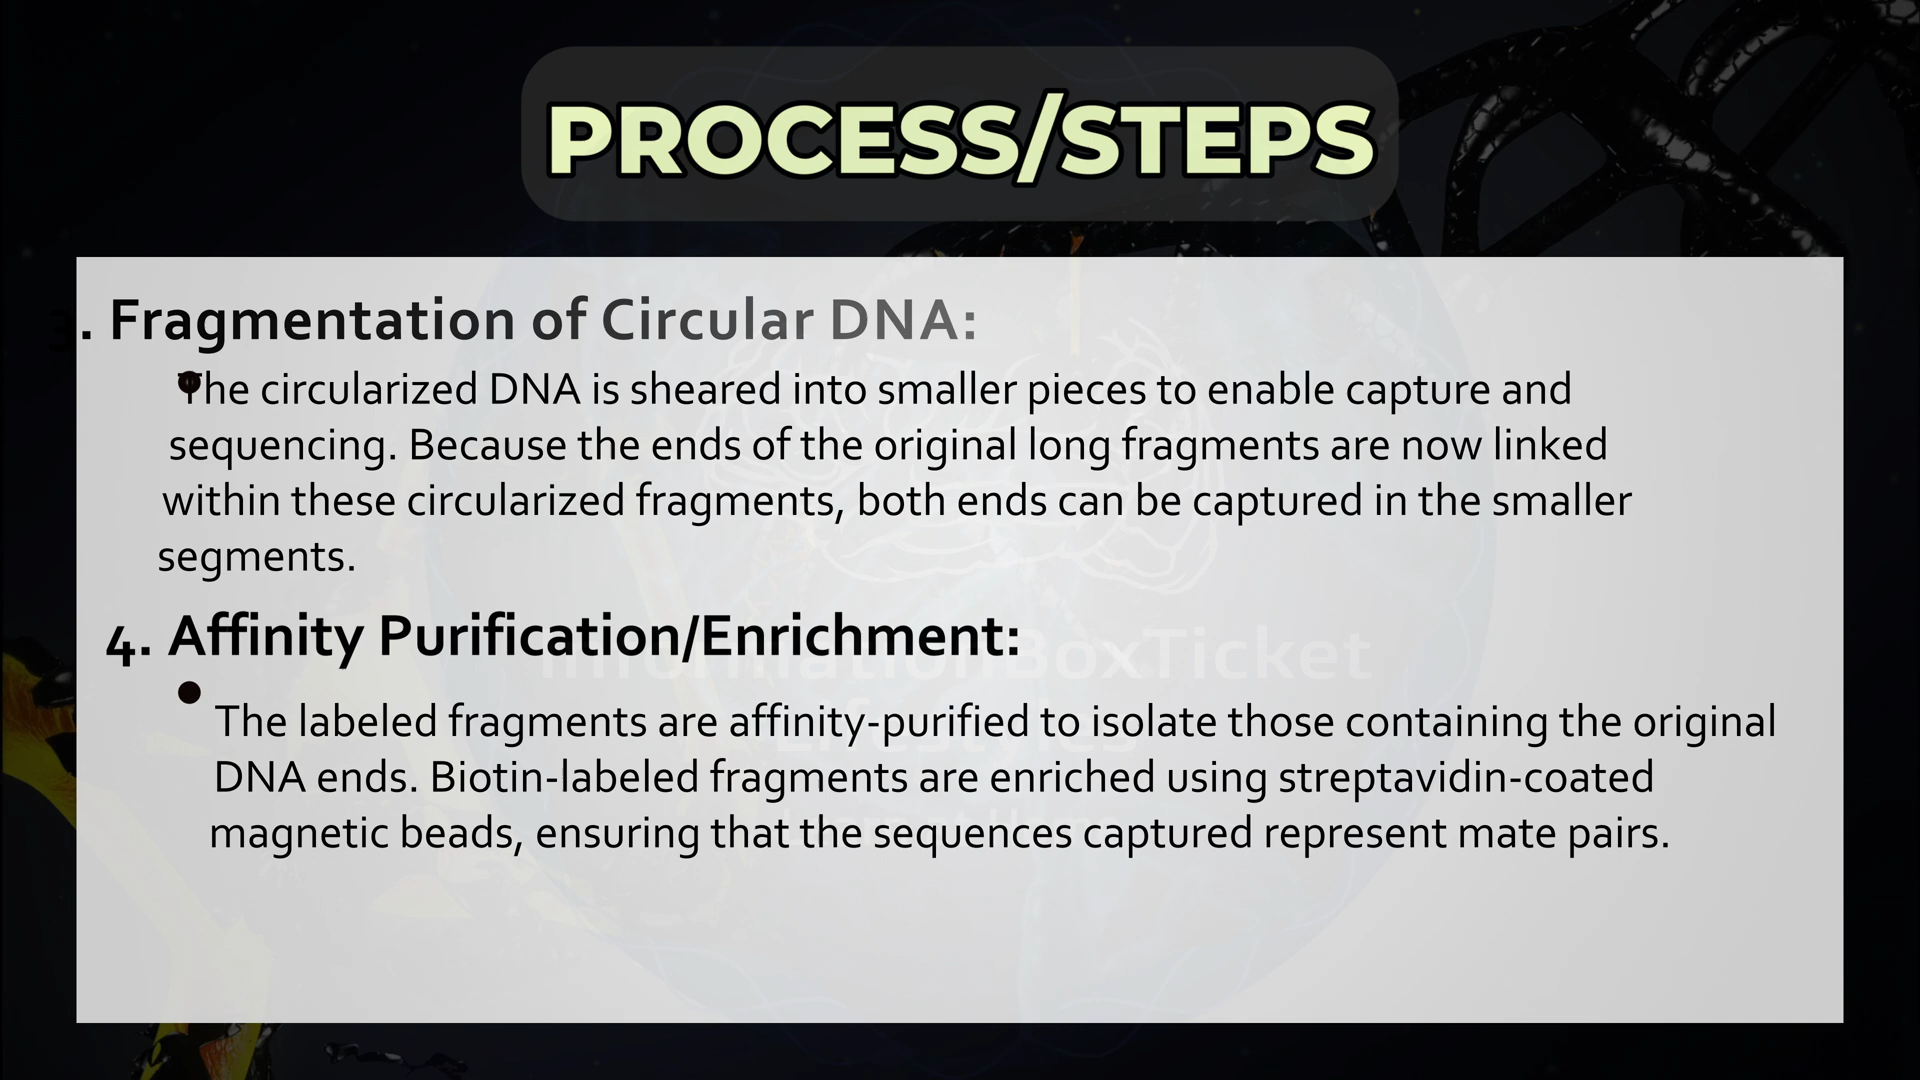 PROCESS/STEPS
3. Fragmentation of Circular DNA:
The circularized DNA is sheared into smaller pieces to enable capture and
sequencing. Because the ends of the original long fragments are now linked
within these circularized fragments, both ends can be captured in the smaller
segments.
4. Affinity Purification/Enrichment:
The labeled fragments are affinity-purified to isolate those containing the original
DNA ends. Biotin-labeled fragments are enriched using streptavidin-coated
magnetic beads, ensuring that the sequences captured represent mate pairs.
InformationBoxTicket
Lifestyles